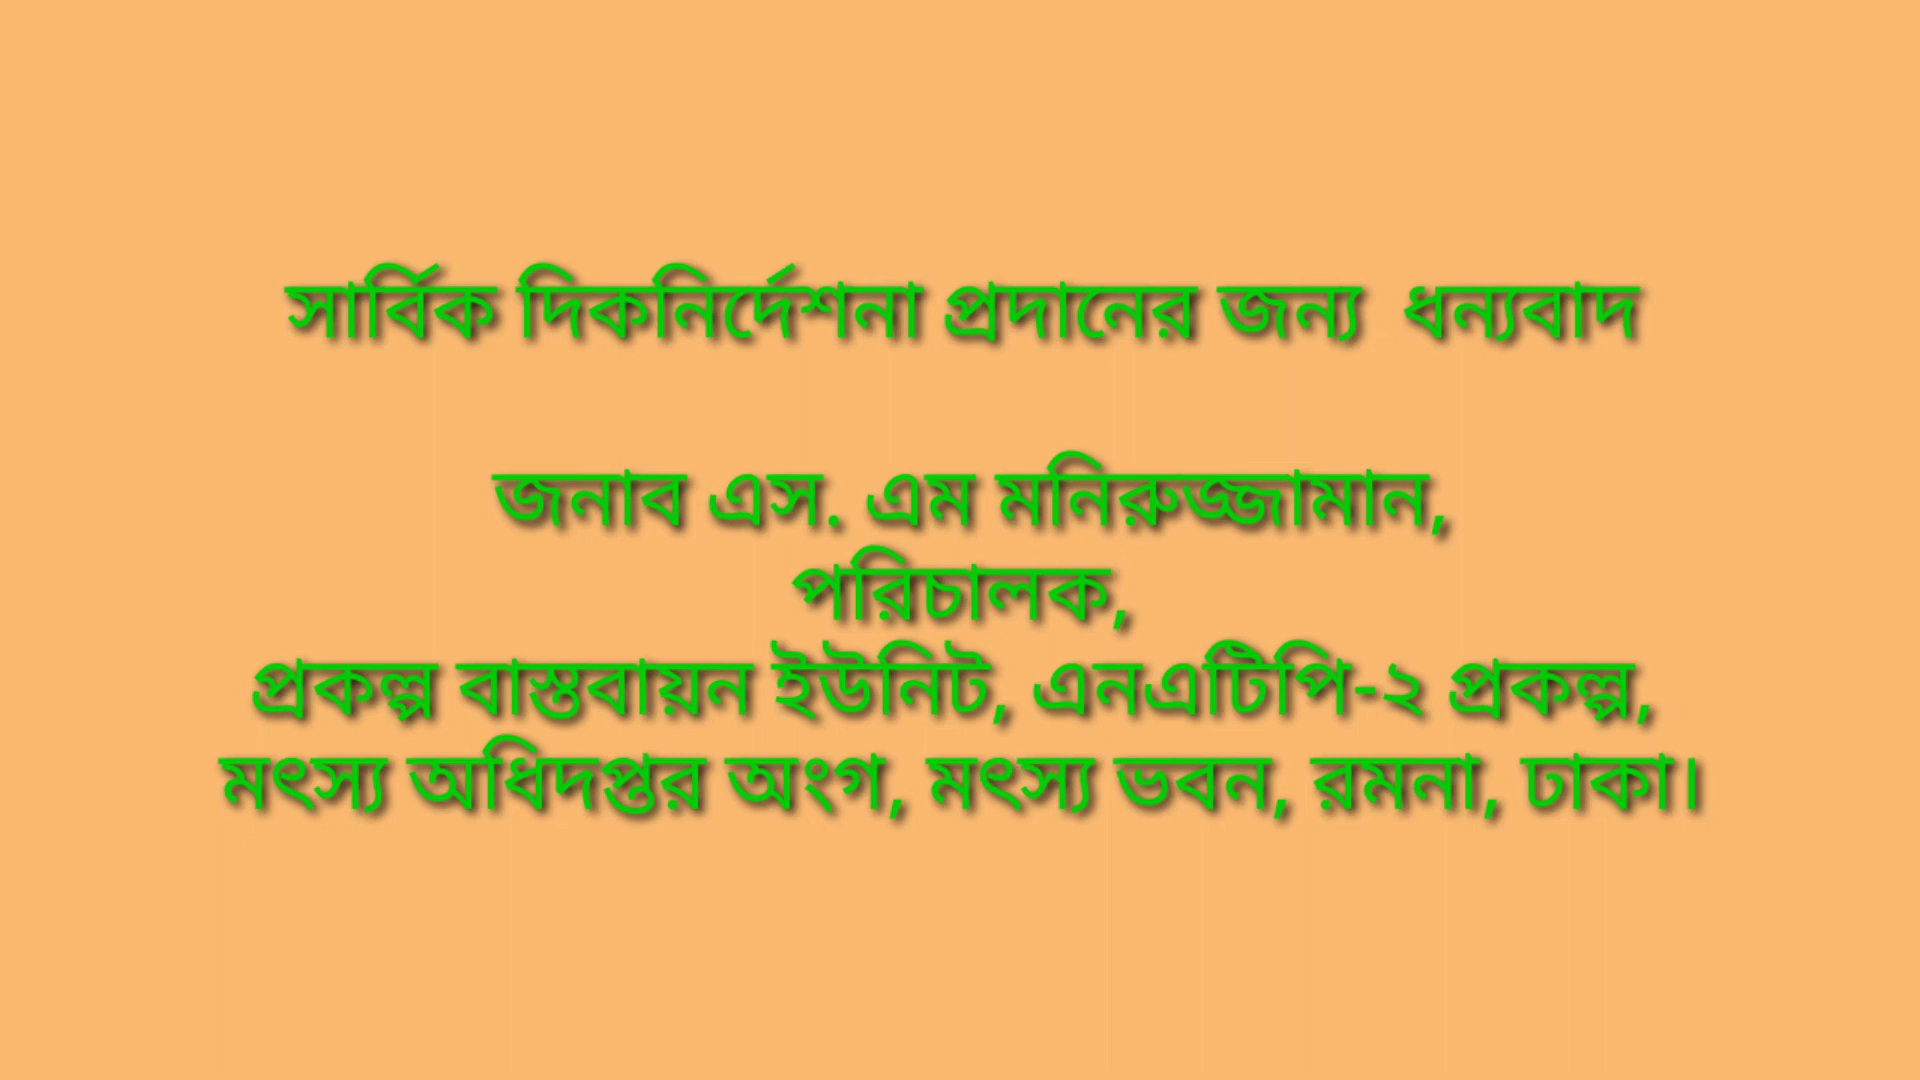 সার্বিক দিকনির্দেশনা প্রদানের জন্য  ধন্যবাদ
জনাব এস. এম মনিরুজ্জামান,
পরিচালক,
প্রকল্প বাস্তবায়ন ইউনিট, এনএটিপি-২ প্রকল্প,
মৎস্য অধিদপ্তর অংগ, মৎস্য ভবন, রমনা, ঢাকা।